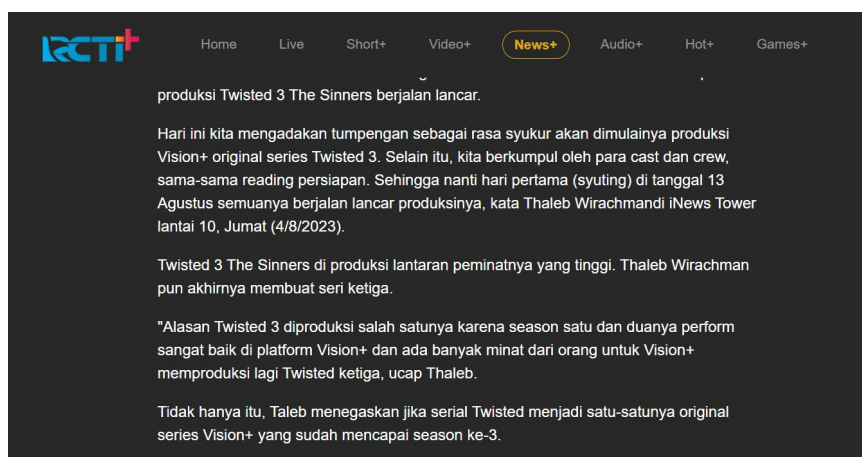 RCTI+
Home Live Short+ Video+ News+ Audio+ Hot+ Games+
produksi Twisted 3 The Sinners berjalan lancar.
Hari ini kita mengadakan tumpengan sebagai rasa syukur akan dimulainya produksi
Vision+ original series Twisted 3. Selain itu, kita berkumpul oleh para cast dan crew,
sama-sama reading persiapan. Sehingga nanti hari pertama (syuting) di tanggal 13
Agustus semuanya berjalan lancar produksinya, kata Thaleb Wirachmandi iNews Tower
lantai 10, Jumat (4/8/2023).
Twisted 3 The Sinners di produksi lantaran peminatnya yang tinggi. Thaleb Wirachman
pun akhirnya membuat seri ketiga.
"Alasan Twisted 3 diproduksi salah satunya karena season satu dan duanya perform
sangat baik di platform Vision+ dan ada banyak minat dari orang untuk Vision+
memproduksi lagi Twisted ketiga, ucap Thaleb.
Tidak hanya itu, Taleb menegaskan jika serial Twisted menjadi satu-satunya original
series Vision+ yang sudah mencapai season ke-3.